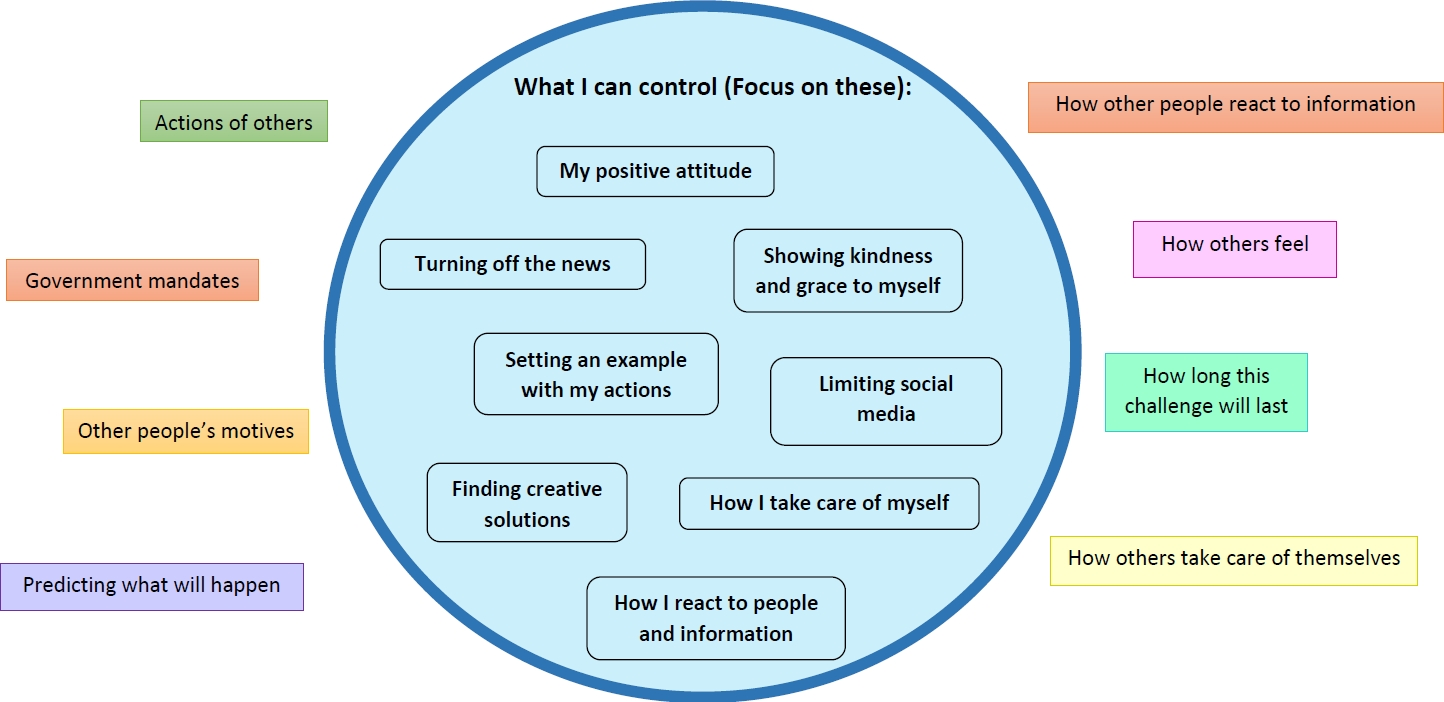 What I can control (Focus on these):
Actions of others
How other people react to information
My positive attitude
Turning off the news
Showing kindness
and grace to myself
How others feel
Government mandates
Setting an example
with my actions
Limiting social
media
How long this
challenge will last
Other people’s motives
Finding creative
solutions
How I take care of myself
How others take care of themselves
Predicting what will happen
How I react to people
and information